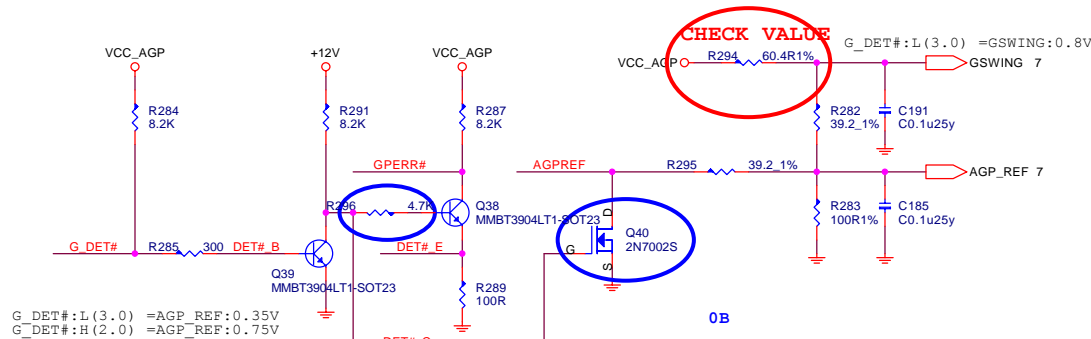 CHECK VALUE
G_DET#:L(3.0) =GSWING:0.8V
VCC_AGP
+12V
VCC_AGP
VCC_AGP
R294
60.4R1%
GSWING 7
R284
8.2K
R291
8.2K
R287
8.2K
R282
39.2_1%
C191
C0.1u25y
GPERR#
AGPREF
R295
39.2_1%
AGP_REF 7
R296
4.7K
Q38
MMBT3904LT1-SOT23
D
Q40
2N7002S
G
S
R283
100R1%
C185
C0.1u25y
G_DET#
R285
300
DET#_B
DET#_E
Q39
MMBT3904LT1-SOT23
R289
100R
G_DET#:L(3.0) =AGP_REF:0.35V
G_DET#:H(2.0) =AGP_REF:0.75V
0B